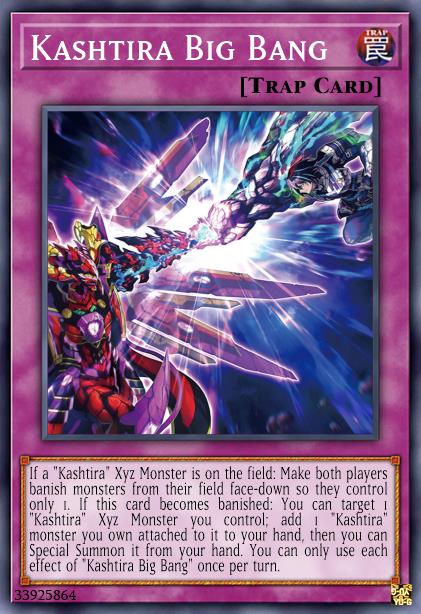 Kashtira Big Bang
TRAP
罠
[Trap Card]
If a "Kashtira" Xyz Monster is on the field: Make both players
banish monsters from their field face-down so they control
only 1. If this card becomes banished: You can target 1
"Kashtira" Xyz Monster you control; add 1 "Kashtira"
monster you own attached to it to your hand, then you can
Special Summon it from your hand. You can only use each
effect of "Kashtira Big Bang" once per turn.
33925864